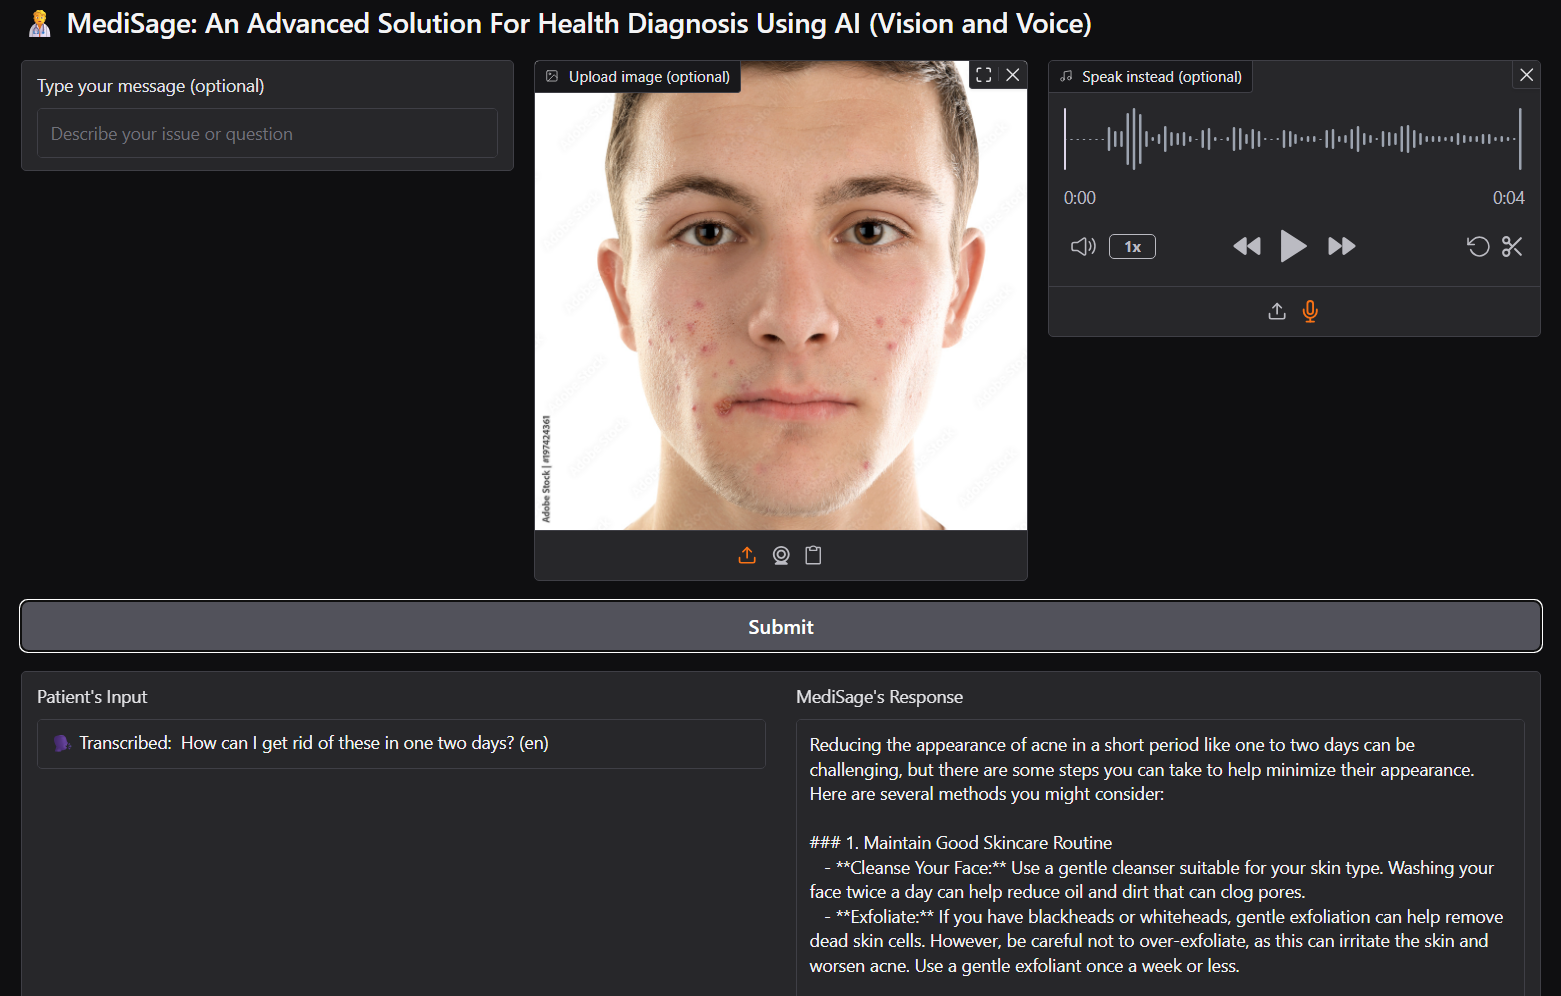 MediSage: An Advanced Solution For Health Diagnosis Using AI (Vision and Voice)
Type your message (optional)
Describe your issue or question
Upload image (optional)
Adobe Stock | #197424361
Speak instead (optional)
0:00
0:04
1x
Submit
Patient's Input
Transcribed:  How can I get rid of these in one two days? (en)
MediSage's Response
Reducing the appearance of acne in a short period like one to two days can be
challenging, but there are some steps you can take to help minimize their appearance.
Here are several methods you might consider:
### 1. Maintain Good Skincare Routine
- **Cleanse Your Face:** Use a gentle cleanser suitable for your skin type. Washing your
face twice a day can help reduce oil and dirt that can clog pores.
- **Exfoliate:** If you have blackheads or whiteheads, gentle exfoliation can help remove
dead skin cells. However, be careful not to over-exfoliate, as this can irritate the skin and
worsen acne. Use a gentle exfoliant once a week or less.